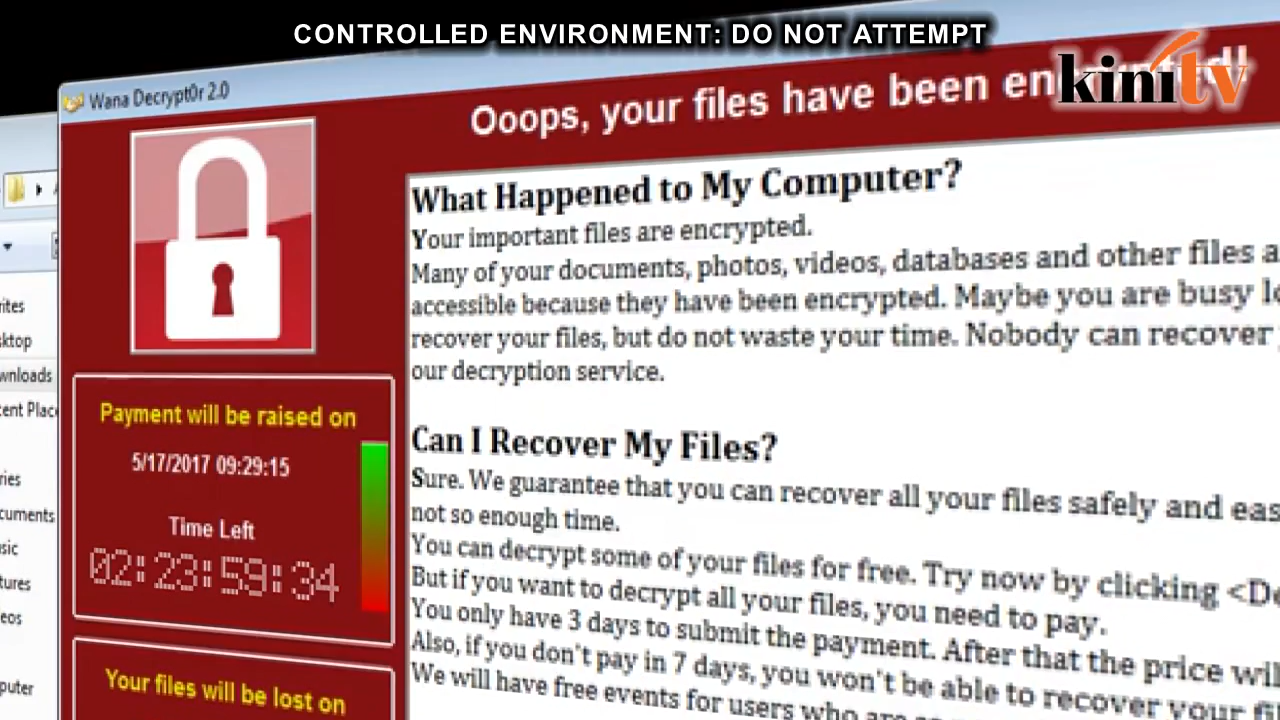 CONTROLLED ENVIRONMENT: DO NOT ATTEMPT
kinitv
Wana Decrypt0r 2.0
Ooops, your files have been encrypted!
What Happened to My Computer?
Your important files are encrypted.
Many of your documents, photos, videos, databases and other files a
accessible because they have been encrypted. Maybe you are busy lo
recover your files, but do not waste your time. Nobody can recover
our decryption service.
Payment will be raised on
5/17/2017 09:29:15
Time Left
02:23:59:34
Can I Recover My Files?
Sure. We guarantee that you can recover all your files safely and eas
not so enough time.
You can decrypt some of your files for free. Try now by clicking <De
But if you want to decrypt all your files, you need to pay.
You only have 3 days to submit the payment. After that the price wil
Also, if you don't pay in 7 days, you won't be able to recover your fil
We will have free events for users who are so
Your files will be lost on
rites
sktop
wnloads
cent Plac
ries
cuments
sic
tures
eos
puter